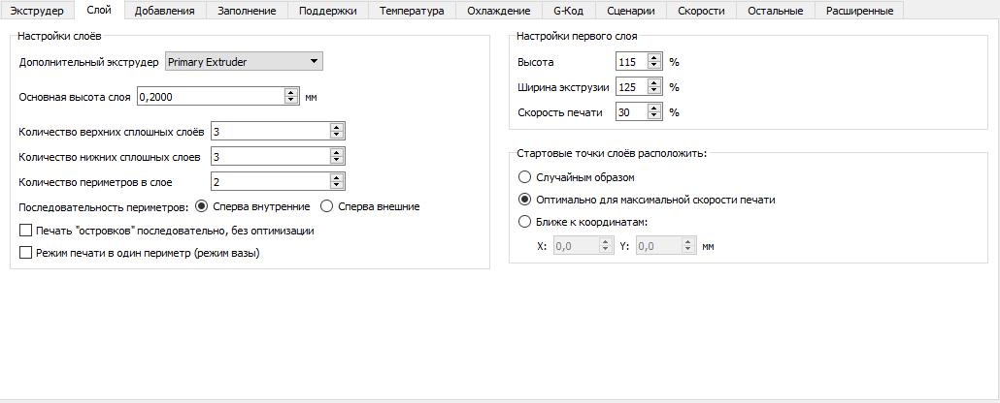 Экструдер Слой Добавления Заполнение Поддержки Температура Охлаждение G-Код Сценарии Скорости Остальные Расширенные
Настройки слоёв
Дополнительный экструдер Primary Extruder
Основная высота слоя 0,2000 мм
Количество верхних сплошных слоёв 3
Количество нижних сплошных слоев 3
Количество периметров в слое 2
Последовательность периметров: Сперва внутренние Сперва внешние
Печать "островков" последовательно, без оптимизации
Режим печати в один периметр (режим вазы)
Настройки первого слоя
Высота 115 %
Ширина экструзии 125 %
Скорость печати 30 %
Стартовые точки слоёв расположить:
Случайным образом
Оптимально для максимальной скорости печати
Ближе к координатам:
X: 0,0 Y: 0,0 мм